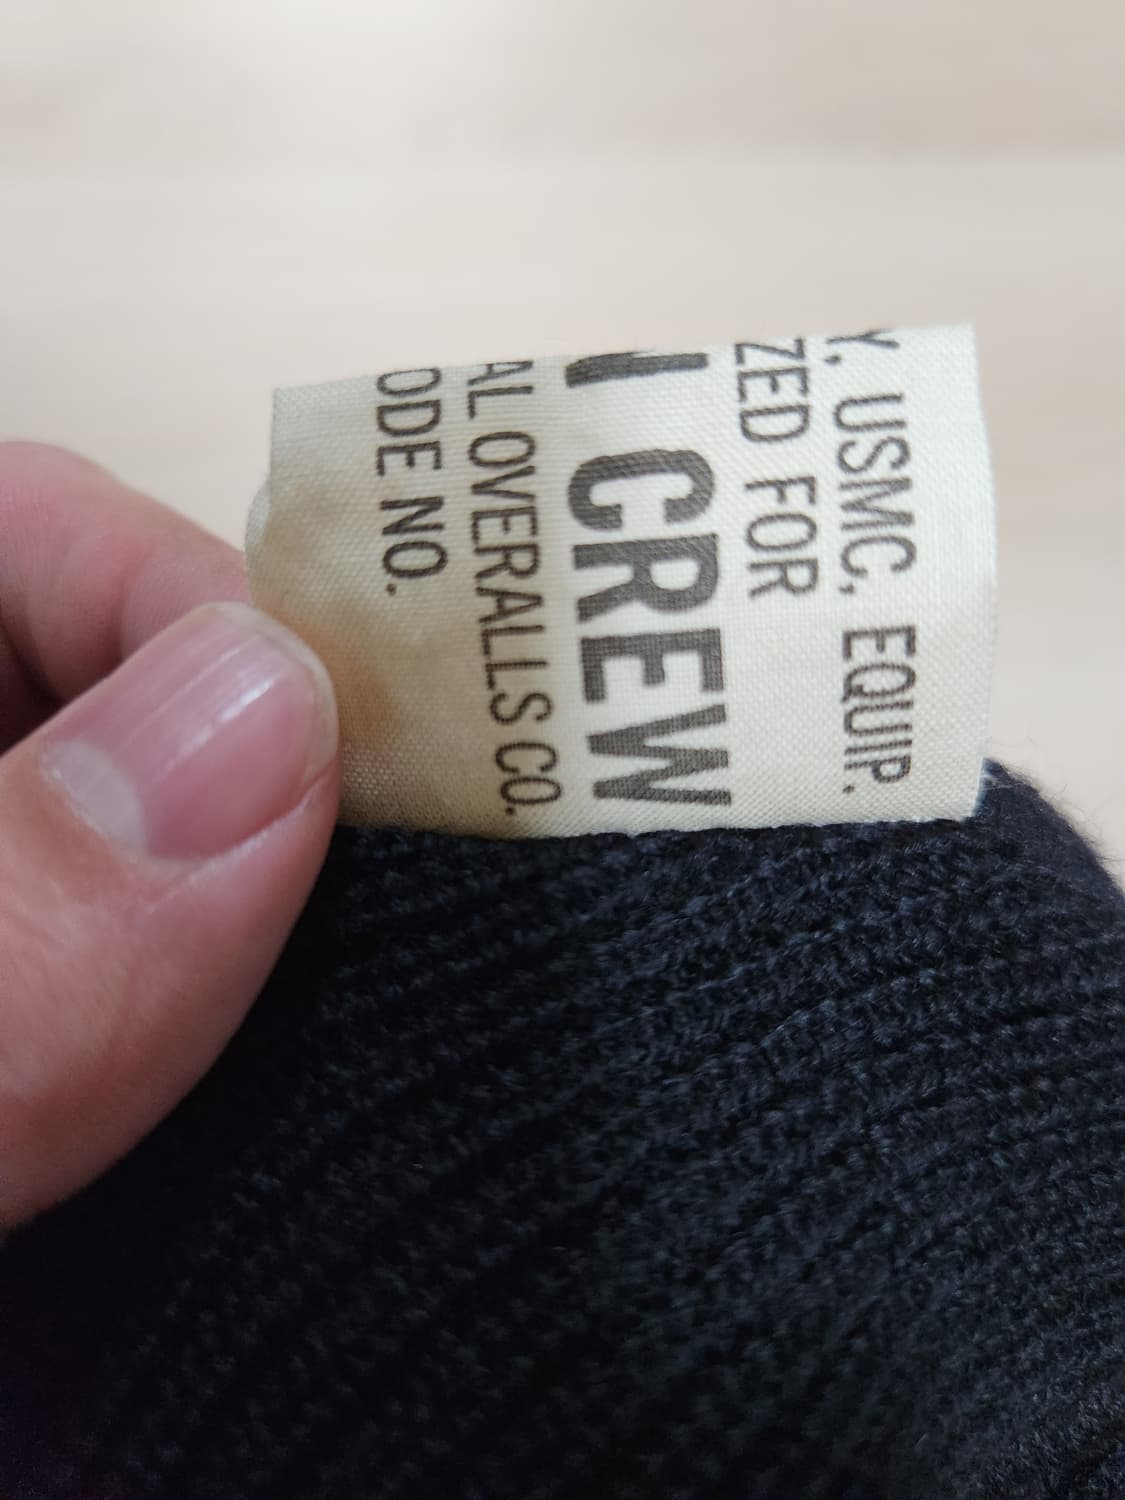 Y, USMC, EQUIP.
ZED FOR
N CREW
AL OVERALLS CO.
ODE NO.